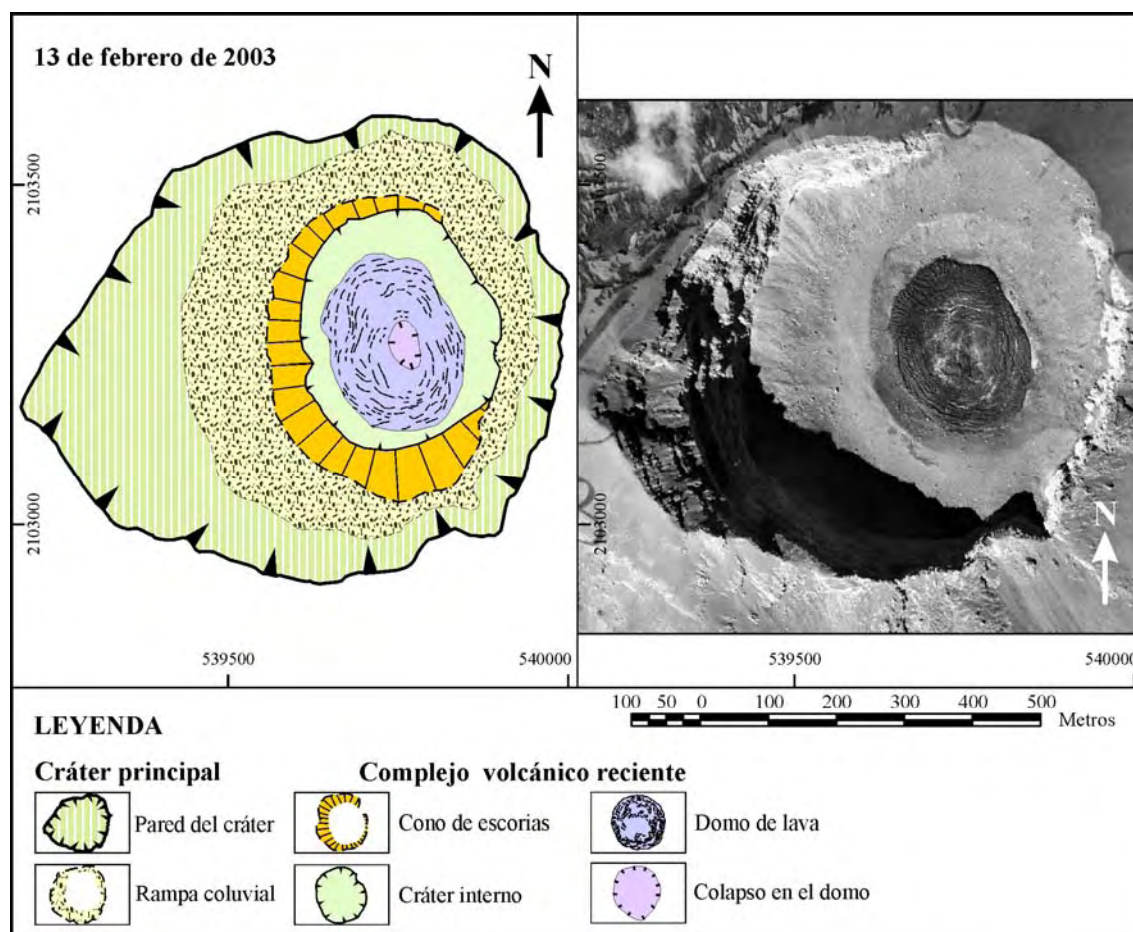 13 de febrero de 2003
N
2103500
2103000
539500
540000
2103500
2103000
N
539500
540000
100 50 0 100 200 300 400 500
Metros
LEYENDA
Cráter principal
Complejo volcánico reciente
Pared del cráter
Cono de escorias
Domo de lava
Rampa coluvial
Cráter interno
Colapso en el domo